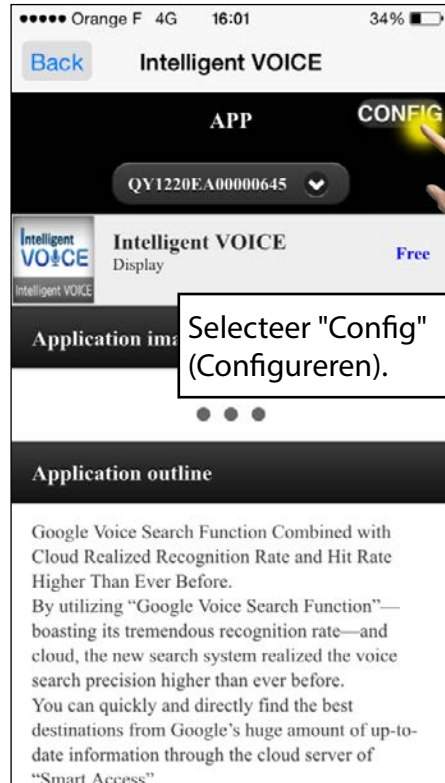 Orange F 4G 16:01 34%
Back Intelligent VOICE
APP CONFIG
QY1220EA00000645
Intelligent
VOICE
Intelligent VOICE
Intelligent VOICE
Display
Free
Application ima
Selecteer "Config"
(Configureren).
Application outline
Google Voice Search Function Combined with
Cloud Realized Recognition Rate and Hit Rate
Higher Than Ever Before.
By utilizing “Google Voice Search Function”—
boasting its tremendous recognition rate—and
cloud, the new search system realized the voice
search precision higher than ever before.
You can quickly and directly find the best
destinations from Google’s huge amount of up-to-
date information through the cloud server of
“Smart Access”.